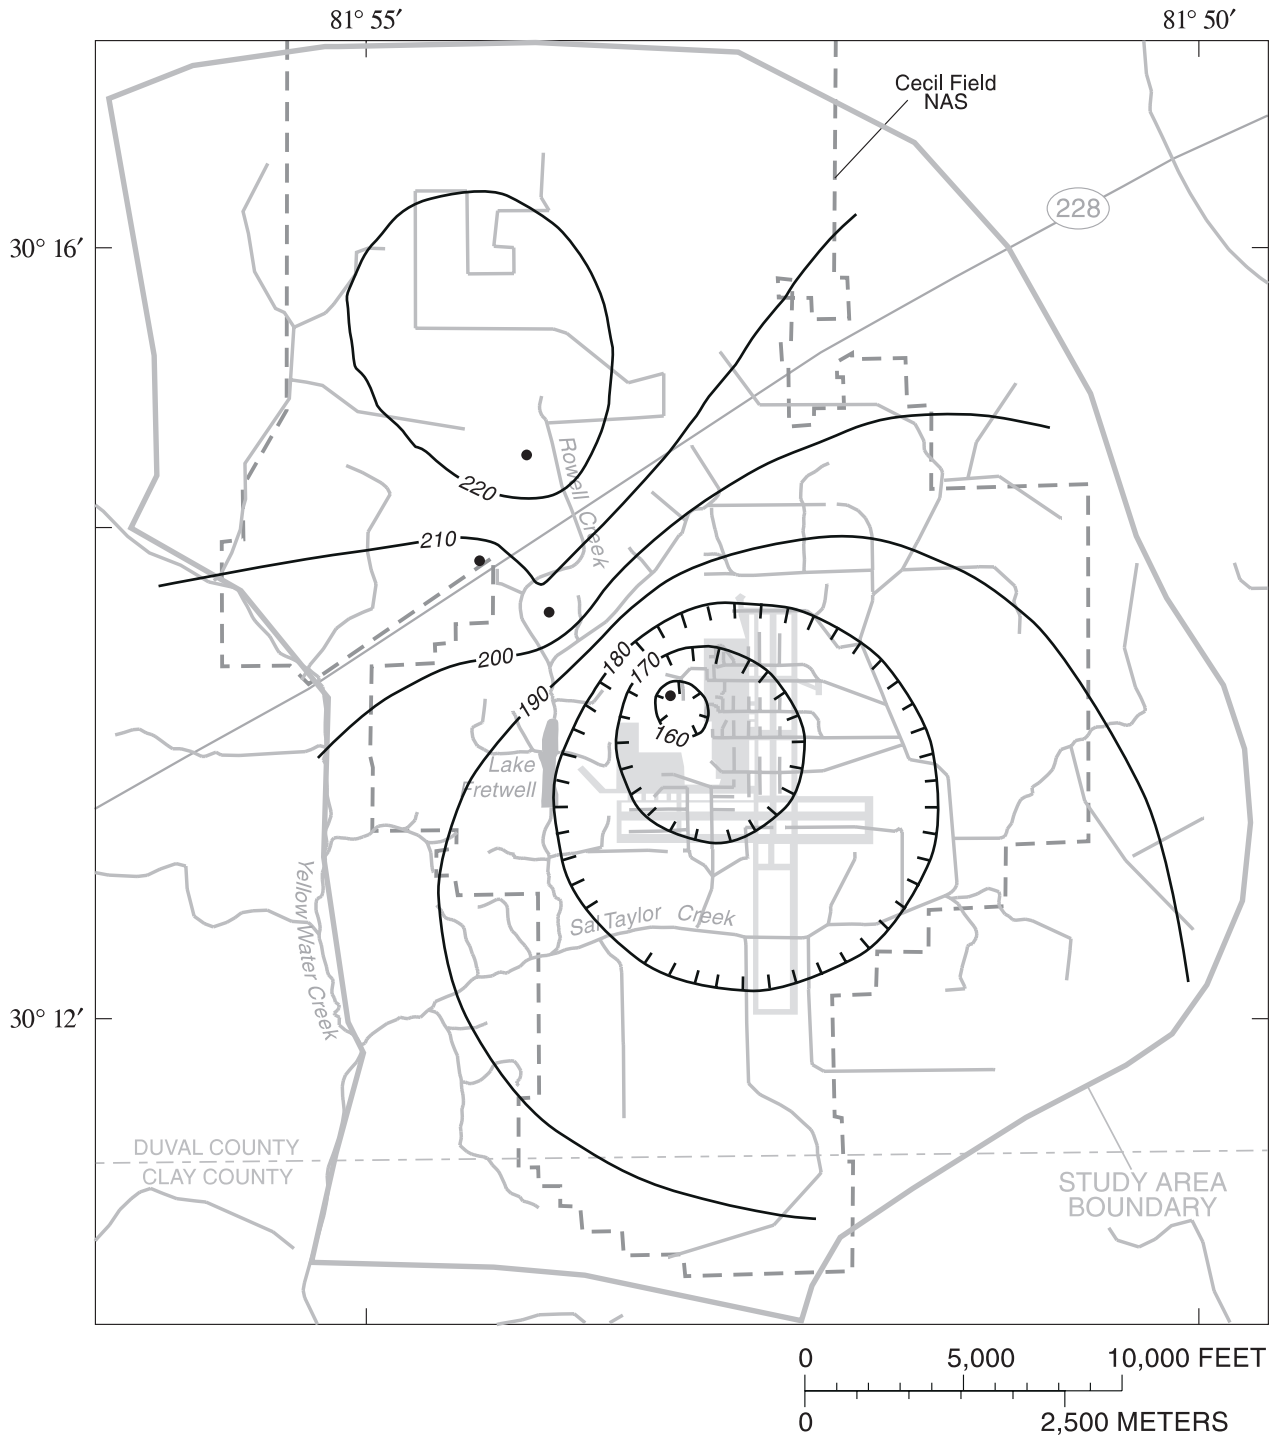 81° 55′
81° 50′
Cecil Field
NAS
228
30° 16′
Rowell Creek
220
210
200
190
180
170
160
Lake
Fretwell
Yellow Water Creek
Sal Taylor Creek
30° 12′
DUVAL COUNTY
CLAY COUNTY
STUDY AREA
BOUNDARY
0 5,000 10,000 FEET
0 2,500 METERS